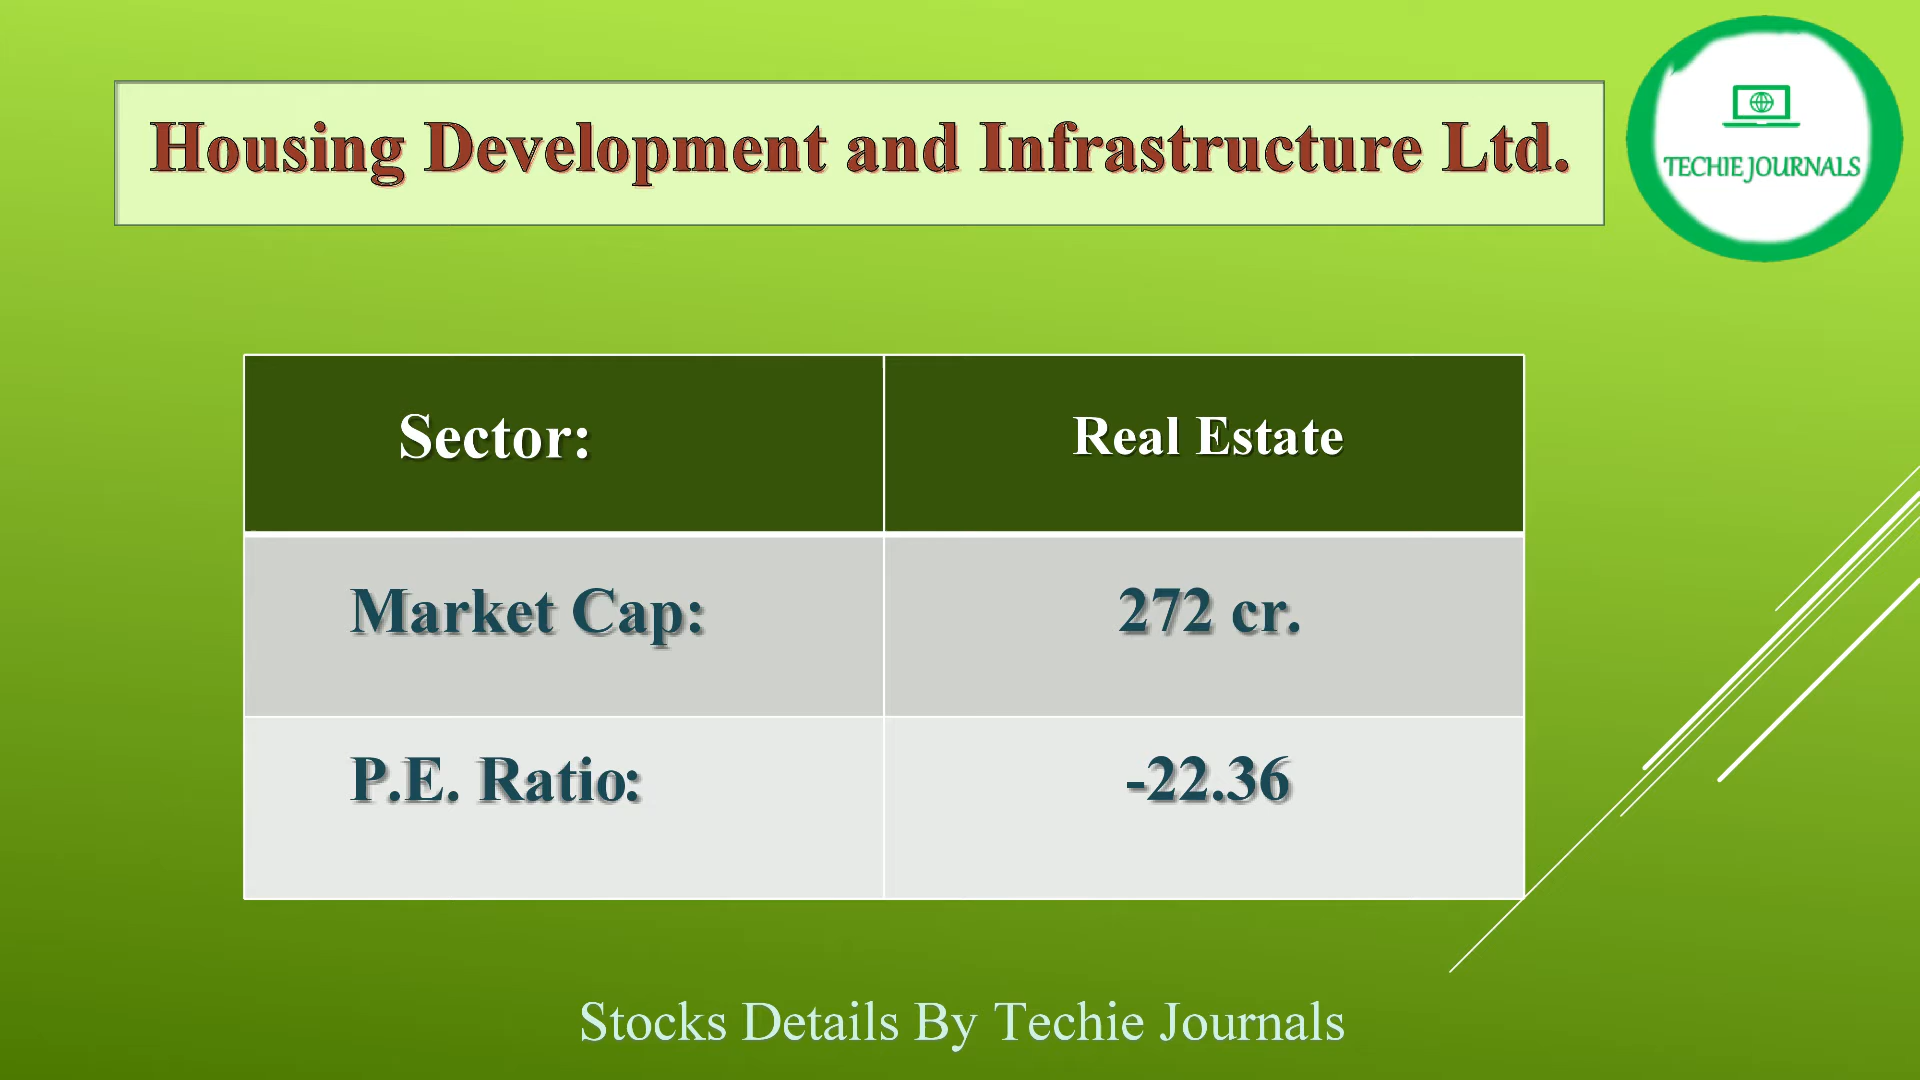 Housing Development and Infrastructure Ltd.
TECHIE JOURNALS
Sector: Real Estate
Market Cap: 272 cr.
P.E. Ratio: -22.36
Stocks Details By Techie Journals